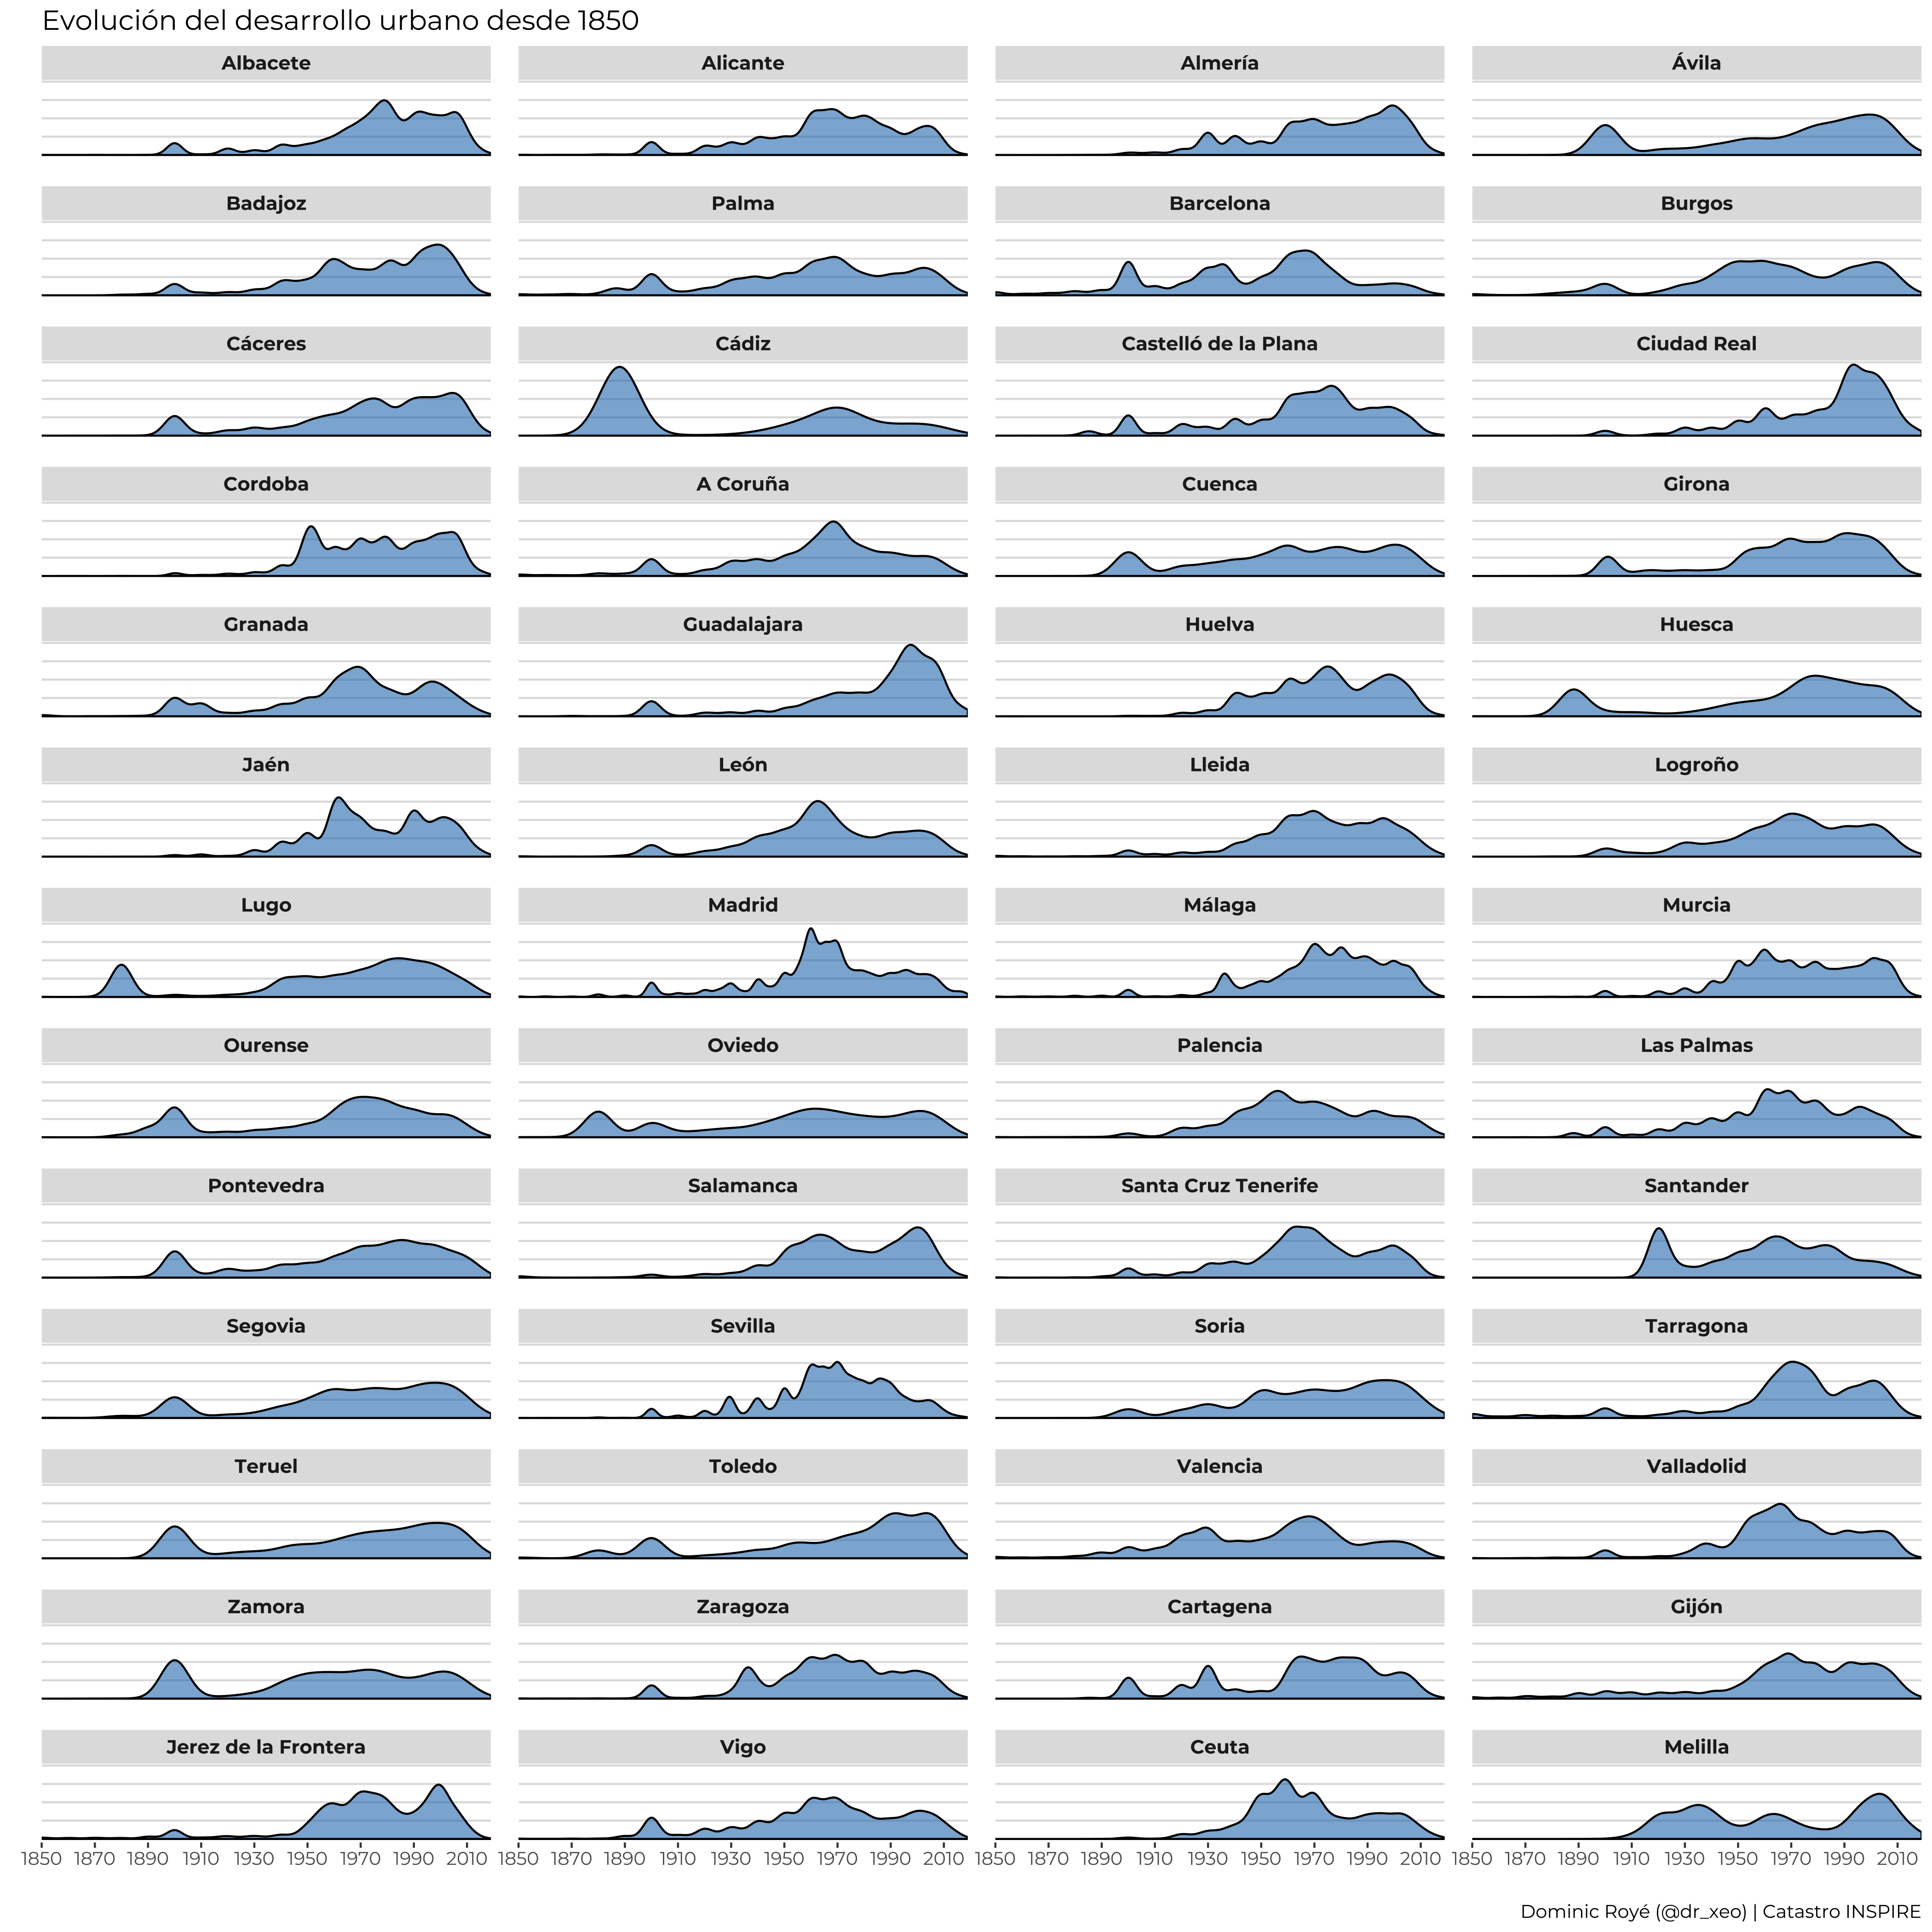 Evolución del desarrollo urbano desde 1850
Albacete Alicante Almería Ávila
Badajoz Palma Barcelona Burgos
Cáceres Cádiz Castelló de la Plana Ciudad Real
Cordoba A Coruña Cuenca Girona
Granada Guadalajara Huelva Huesca
Jaén León Lleida Logroño
Lugo Madrid Málaga Murcia
Ourense Oviedo Palencia Las Palmas
Pontevedra Salamanca Santa Cruz Tenerife Santander
Segovia Sevilla Soria Tarragona
Teruel Toledo Valencia Valladolid
Zamora Zaragoza Cartagena Gijón
Jerez de la Frontera Vigo Ceuta Melilla
1850 1870 1890 1910 1930 1950 1970 1990 2010 1850 1870 1890 1910 1930 1950 1970 1990 2010 1850 1870 1890 1910 1930 1950 1970 1990 2010 1850 1870 1890 1910 1930 1950 1970 1990 2010
Dominic Royé (@dr_xeo) | Catastro INSPIRE